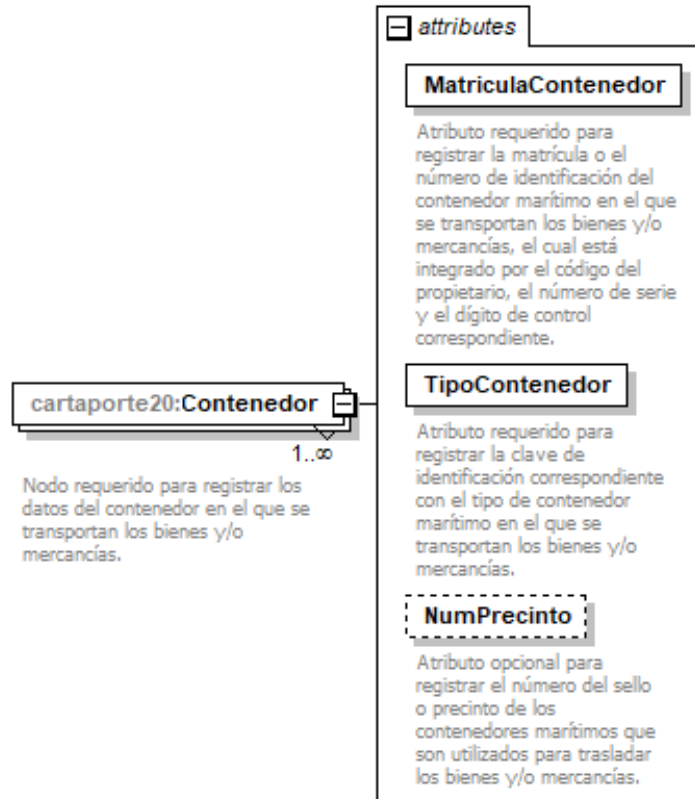 attributes
MatriculaContenedor
Atributo requerido para
registrar la matrícula o el
número de identificación del
contenedor marítimo en el que
se transportan los bienes y/o
mercancías, el cual está
integrado por el código del
propietario, el número de serie
y el dígito de control
correspondiente.
cartaporte20:Contenedor
1..∞
Nodo requerido para registrar los
datos del contenedor en el que se
transportan los bienes y/o
mercancías.
TipoContenedor
Atributo requerido para
registrar la clave de
identificación correspondiente
con el tipo de contenedor
marítimo en el que se
transportan los bienes y/o
mercancías.
NumPrecinto
Atributo opcional para
registrar el número del sello
o precinto de los
contenedores marítimos que
son utilizados para trasladar
los bienes y/o mercancías.